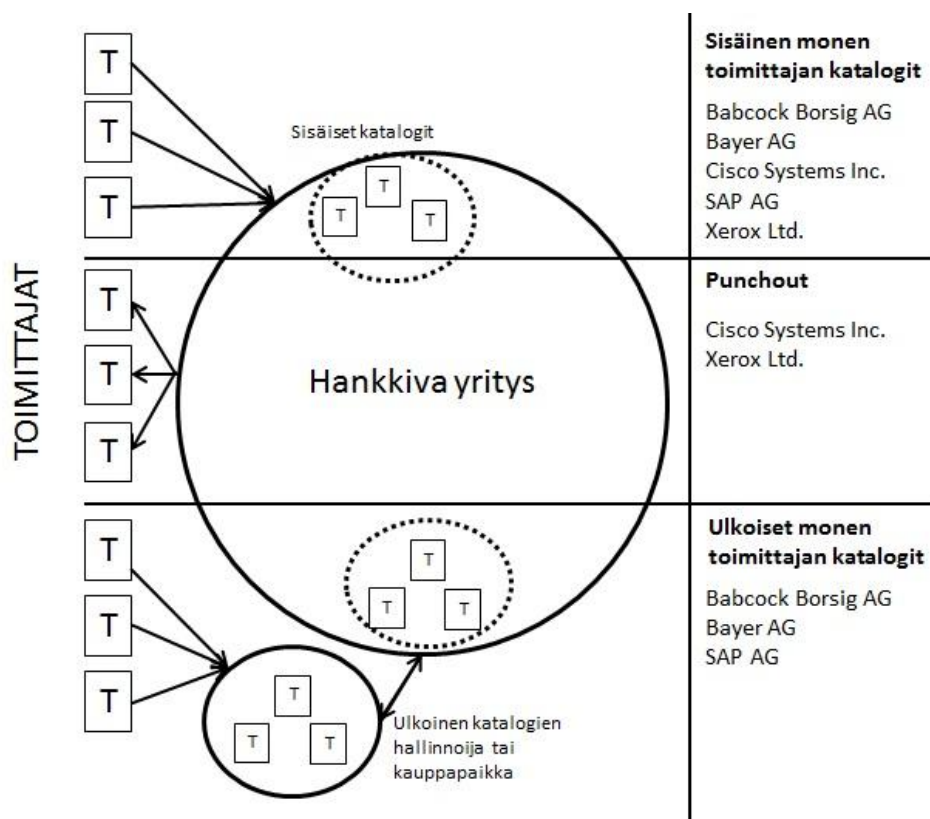 TOIMITTAJAT
T
T
T
Sisäiset katalogit
T
T
T
Sisäinen monen
toimittajan katalogit
Babcock Borsig AG
Bayer AG
Cisco Systems Inc.
SAP AG
Xerox Ltd.
T
T
T
Hankkiva yritys
Punchout
Cisco Systems Inc.
Xerox Ltd.
T
T
T
T
T
T
T
T
T
Ulkoinen katalogien
hallinnoija tai
kauppapaikka
Ulkoiset monen
toimittajan katalogit
Babcock Borsig AG
Bayer AG
SAP AG